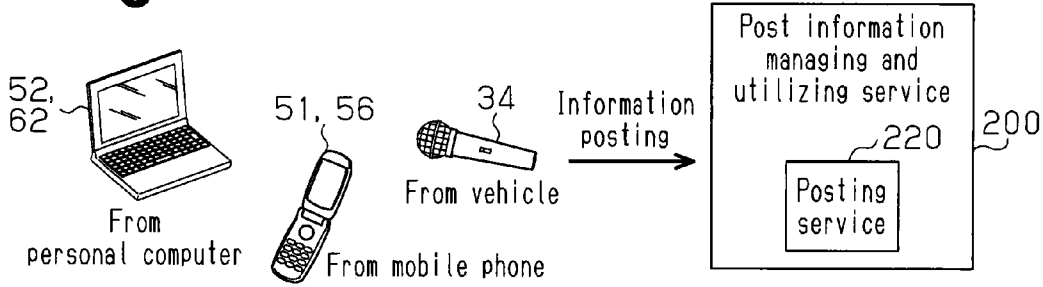 52,
62
From
personal computer
51, 56
From mobile phone
34
From vehicle
Information
posting
Post information
managing and
utilizing service
220
Posting
service
200